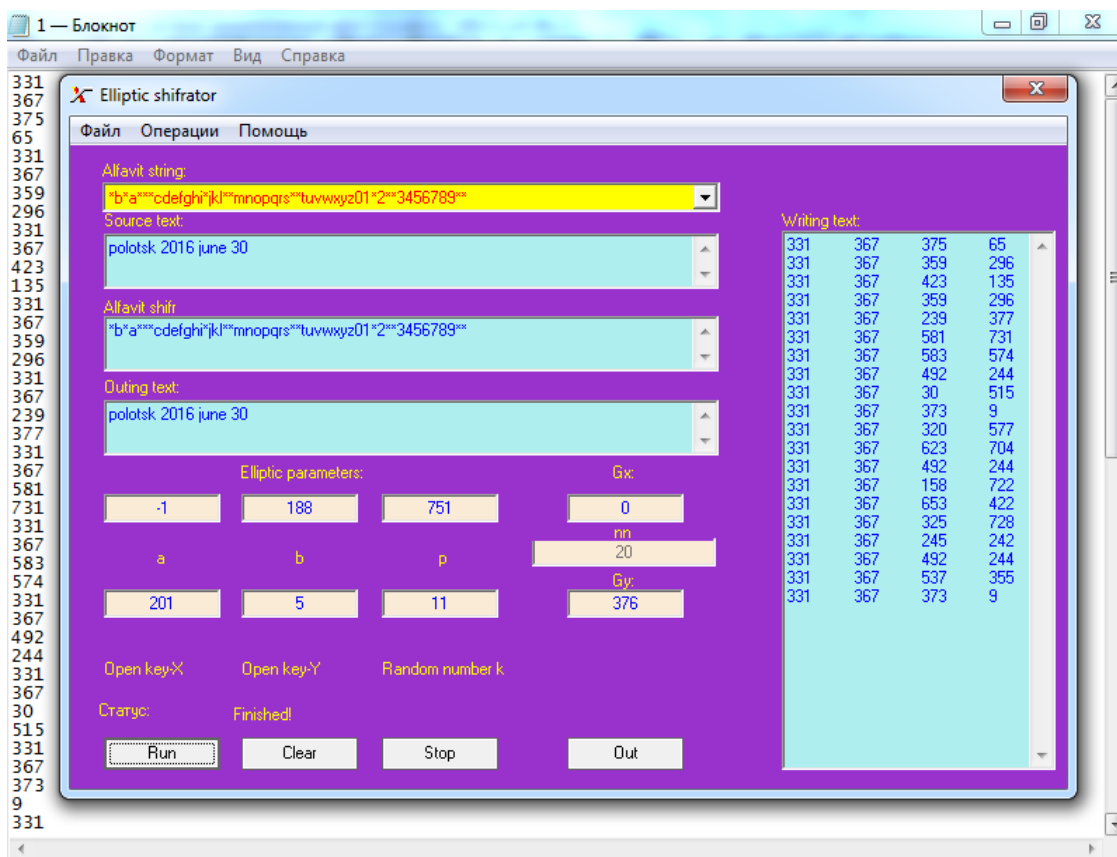 1 — Блокнот
Файл Правка Формат Вид Справка
331
367
375
65
331
367
359
296
331
367
423
135
331
367
359
296
331
367
239
377
331
367
581
731
331
367
583
574
331
367
492
244
331
367
30
515
331
367
373
9
331
Elliptic shifrator
Файл Операции Помощь
Alfavit string:
*b*a***cdefghi*jkl**mnopqrs**tuvwxyz01*2**3456789**
Source text:
polotsk 2016 june 30
Alfavit shifr
*b*a***cdefghi*jkl**mnopqrs**tuvwxyz01*2**3456789**
Outing text:
polotsk 2016 june 30
Elliptic parameters: Gx:
-1 188 751 0
nn
20
a b p
Gy:
201 5 11 376
Open key-X Open key-Y Random number k
Статус: Finished!
Run Clear Stop Out
Writing text:
331 367 375 65
331 367 359 296
331 367 423 135
331 367 359 296
331 367 239 377
331 367 581 731
331 367 583 574
331 367 492 244
331 367 30 515
331 367 373 9
331 367 320 577
331 367 623 704
331 367 492 244
331 367 158 722
331 367 653 422
331 367 325 728
331 367 245 242
331 367 492 244
331 367 537 355
331 367 373 9